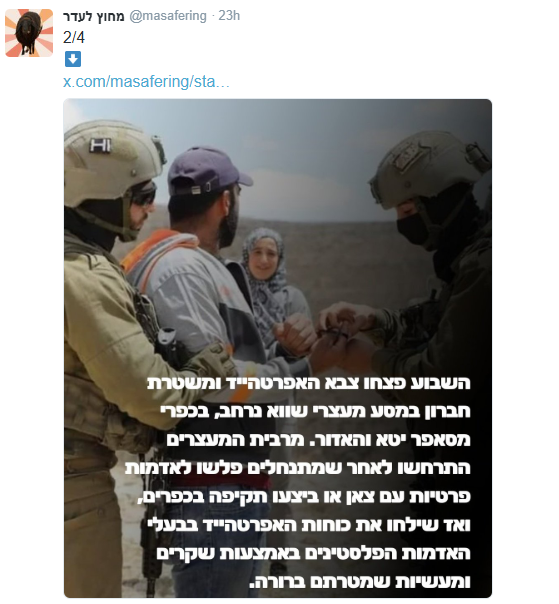 מחוץ לעדר @masafering · 23h
2/4
x.com/masafering/sta…
השבוע פצחו צבא האפרטהייד ומשטרת
חברון במסע מעצרי שווא נרחב, בכפרי
מסאפר יטא והאזור. מרבית המעצרים
התרחשו לאחר שמתנחלים פלשו לאדמות
פרטיות עם צאן או ביצעו תקיפה בכפרים,
ואז שילחו את כוחות האפרטהייד בבעלי
האדמות הפלסטינים באמצעות שקרים
ומעשיות שמטרתם ברורה.